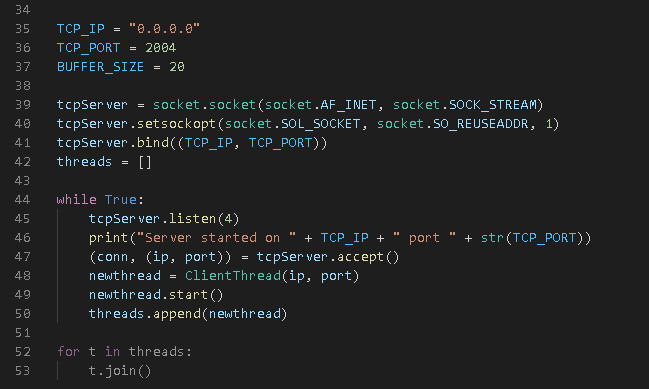 34
35 TCP_IP = "0.0.0.0"
36 TCP_PORT = 2004
37 BUFFER_SIZE = 20
38
39 tcpServer = socket.socket(socket.AF_INET, socket.SOCK_STREAM)
40 tcpServer.setsockopt(socket.SOL_SOCKET, socket.SO_REUSEADDR, 1)
41 tcpServer.bind((TCP_IP, TCP_PORT))
42 threads = []
43
44 while True:
45     tcpServer.listen(4)
46     print("Server started on " + TCP_IP + " port " + str(TCP_PORT))
47     (conn, (ip, port)) = tcpServer.accept()
48     newthread = ClientThread(ip, port)
49     newthread.start()
50     threads.append(newthread)
51
52 for t in threads:
53     t.join()